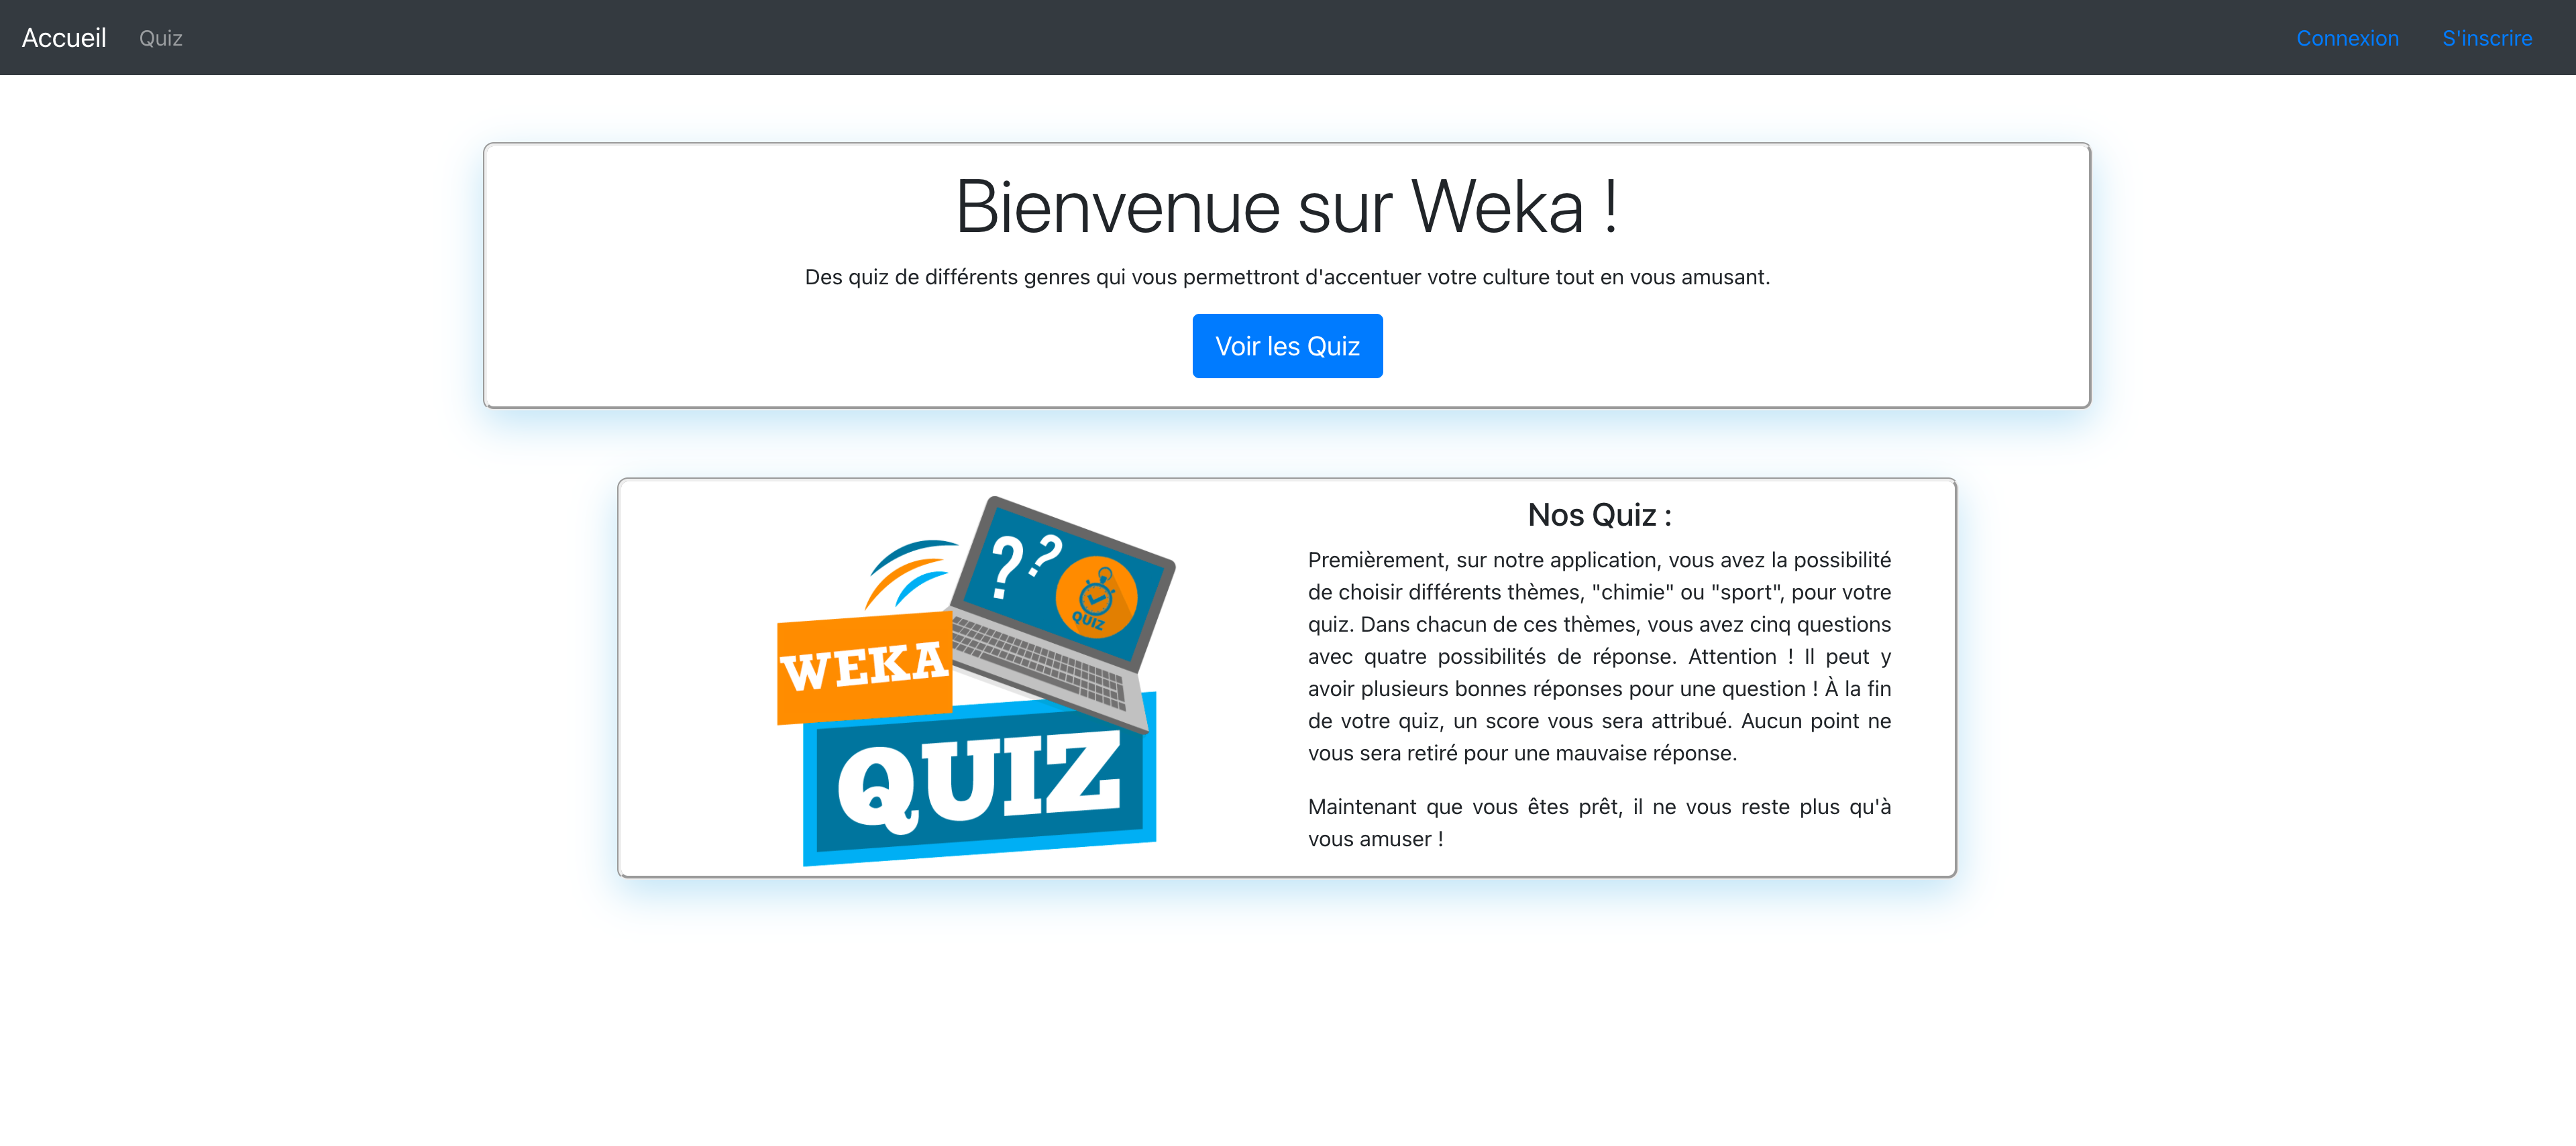 Accueil Quiz Connexion S'inscrire
Bienvenue sur Weka !
Des quiz de différents genres qui vous permettront d'accentuer votre culture tout en vous amusant.
Voir les Quiz
? ?
QUIZ
WEKA
QUIZ
Nos Quiz :
Premièrement, sur notre application, vous avez la possibilité
de choisir différents thèmes, "chimie" ou "sport", pour votre
quiz. Dans chacun de ces thèmes, vous avez cinq questions
avec quatre possibilités de réponse. Attention ! Il peut y
avoir plusieurs bonnes réponses pour une question ! À la fin
de votre quiz, un score vous sera attribué. Aucun point ne
vous sera retiré pour une mauvaise réponse.
Maintenant que vous êtes prêt, il ne vous reste plus qu'à
vous amuser !